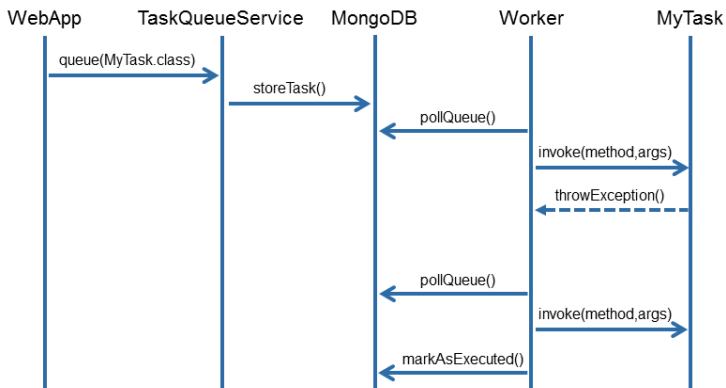 WebApp TaskQueueService MongoDB Worker MyTask
queue(MyTask.class)
storeTask()
pollQueue()
invoke(method,args)
throwException()
pollQueue()
invoke(method,args)
markAsExecuted()